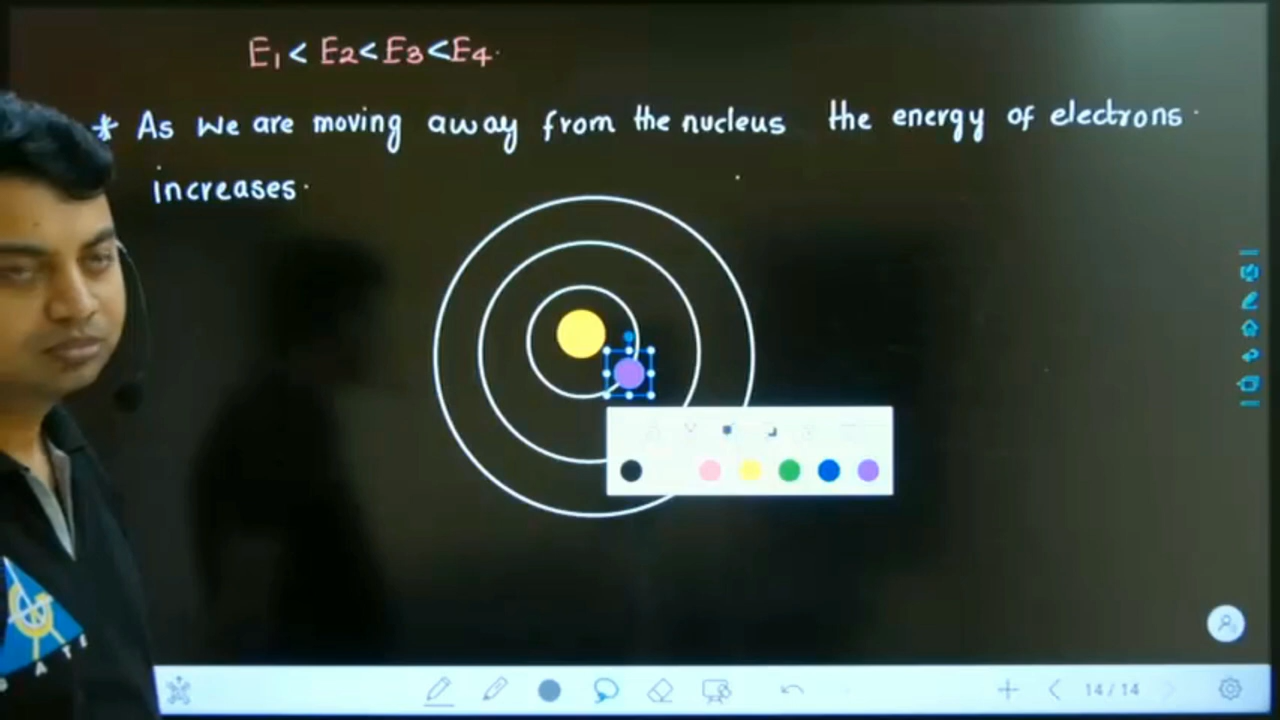 E1 < E2 < E3 < E4.
* As we are moving away from the nucleus the energy of electrons.
increases.
ATE
14/14